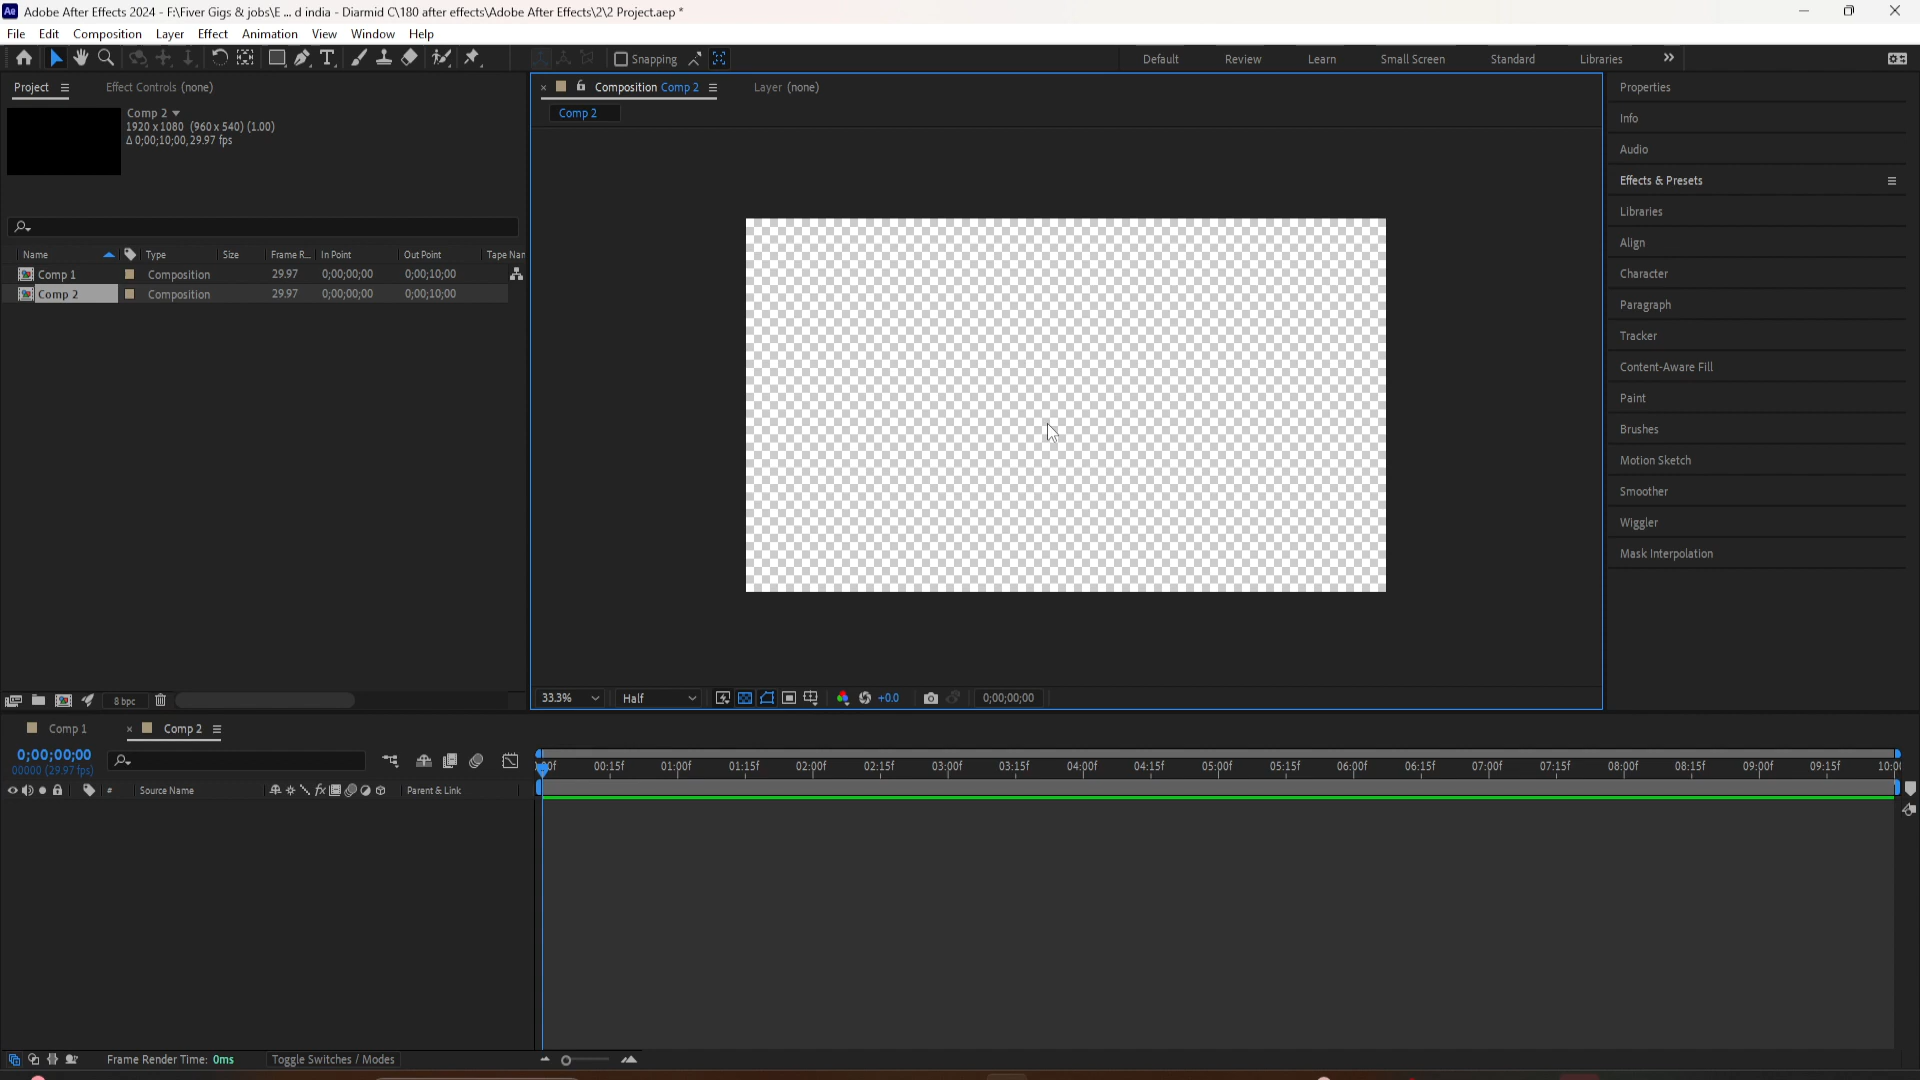 Ae Adobe After Effects 2024 - F:\Fiver Gigs & jobs\E ... d india - Diarmid C\180 after effects\Adobe After Effects\2\2 Project.aep *
File Edit Composition Layer Effect Animation View Window Help
Snapping Default Review Learn Small Screen Standard Libraries
Project Effect Controls (none)
Comp 2
1920 x 1080 (960 x 540) (1.00)
Δ 0;00;10;00, 29.97 fps
Name Type Size Frame R... In Point Out Point Tape Nan
Comp 1 Composition 29.97 0;00;00;00 0;00;10;00
Comp 2 Composition 29.97 0;00;00;00 0;00;10;00
8 bpc
Composition Comp 2 Layer (none)
Comp 2
33.3% Half +0.0 0;00;00;00
Properties
Info
Audio
Effects & Presets
Libraries
Align
Character
Paragraph
Tracker
Content-Aware Fill
Paint
Brushes
Motion Sketch
Smoother
Wiggler
Mask Interpolation
Comp 1 Comp 2
0;00;00;00
00000 (29.97 fps)
00:15f 01:00f 01:15f 02:00f 02:15f 03:00f 03:15f 04:00f 04:15f 05:00f 05:15f 06:00f 06:15f 07:00f 07:15f 08:00f 08:15f 09:00f 09:15f
# Source Name fx Parent & Link
Frame Render Time: 0ms Toggle Switches / Modes